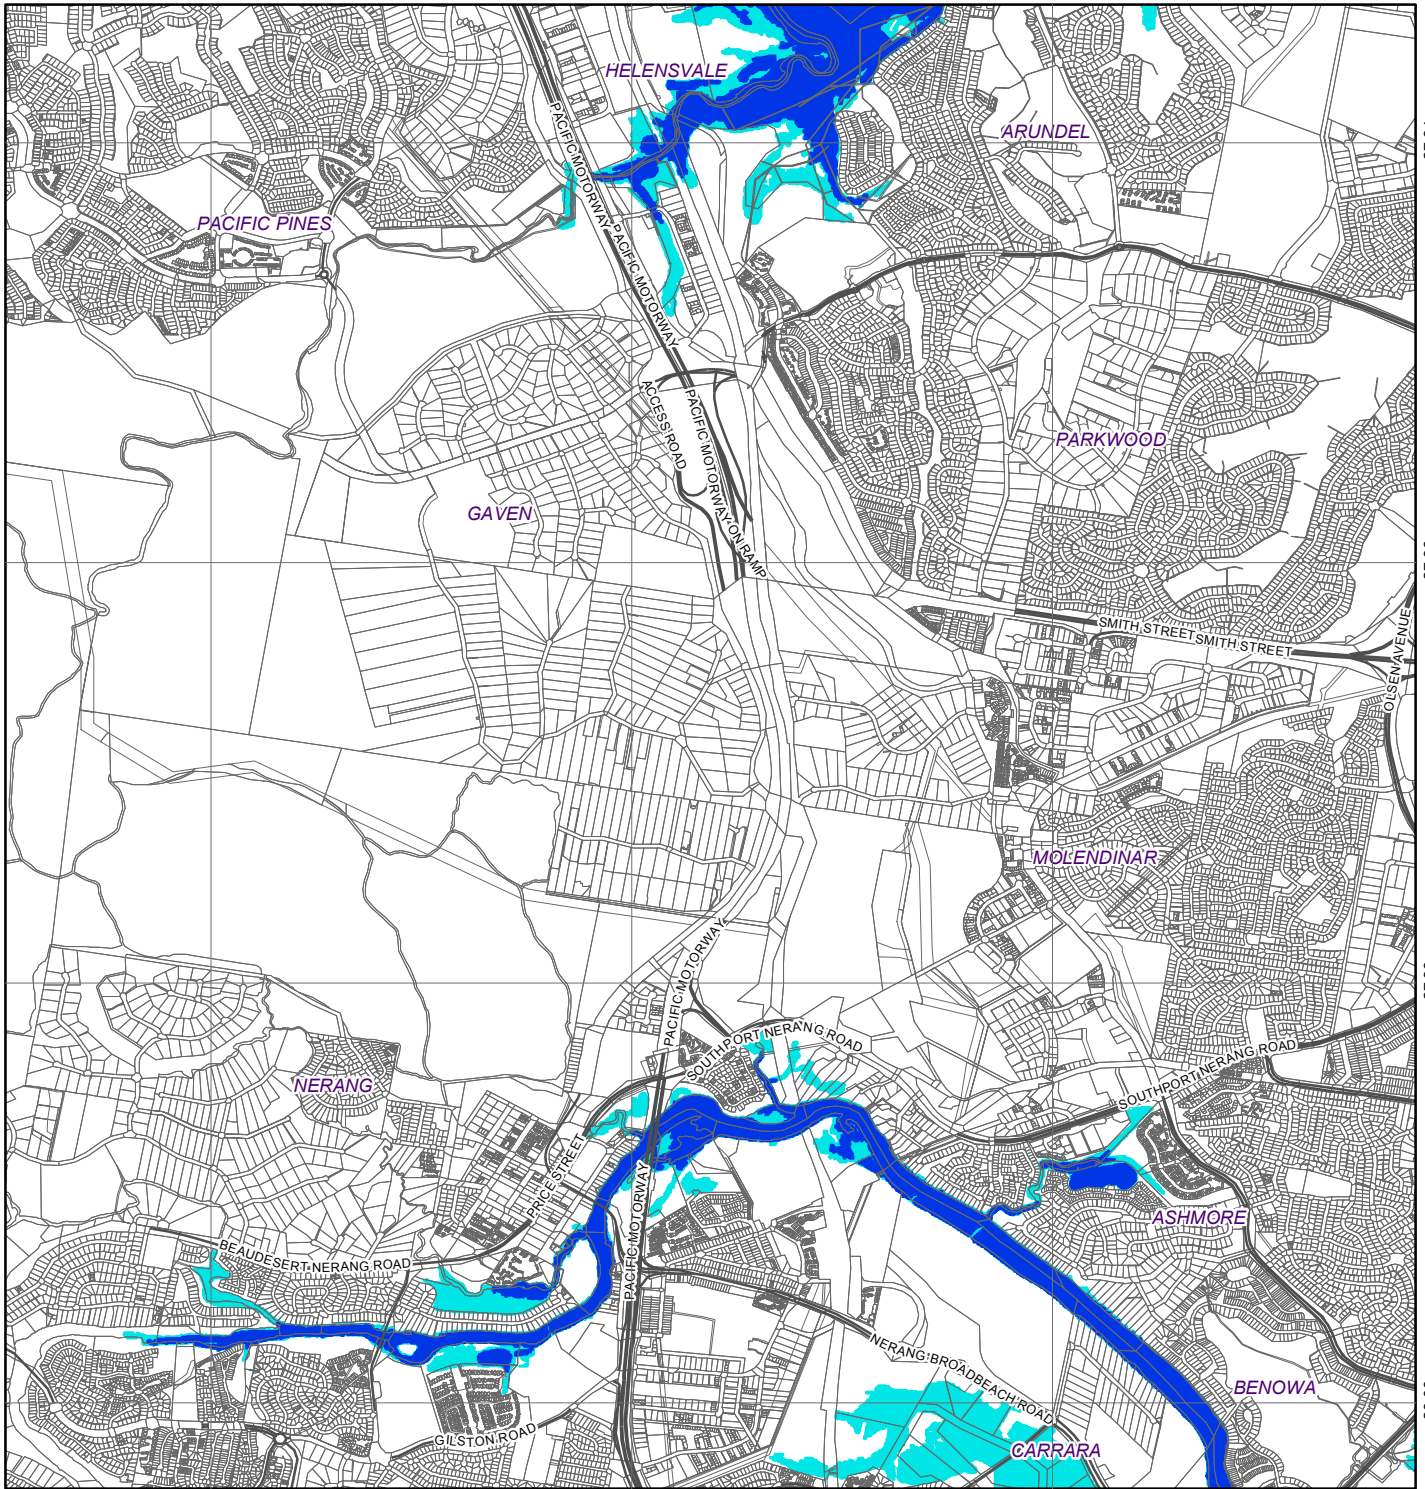 HELENSVALE
ARUNDEL
PACIFIC MOTORWAY
PACIFIC PINES
PACIFIC MOTORWAY
PARKWOOD
ACCESS ROAD
PACIFIC MOTORWAY ON RAMP
GAVEN
SMITH STREET
SMITH STREET
OLSEN AVENUE
MOLENDINAR
PACIFIC MOTORWAY
SOUTHPORT NERANG ROAD
SOUTHPORT NERANG ROAD
NERANG
PRICE STREET
PACIFIC MOTORWAY
ASHMORE
BEAUDESERT NERANG ROAD
NERANG BROADBEACH ROAD
BENOWA
GILSTON ROAD
CARRARA